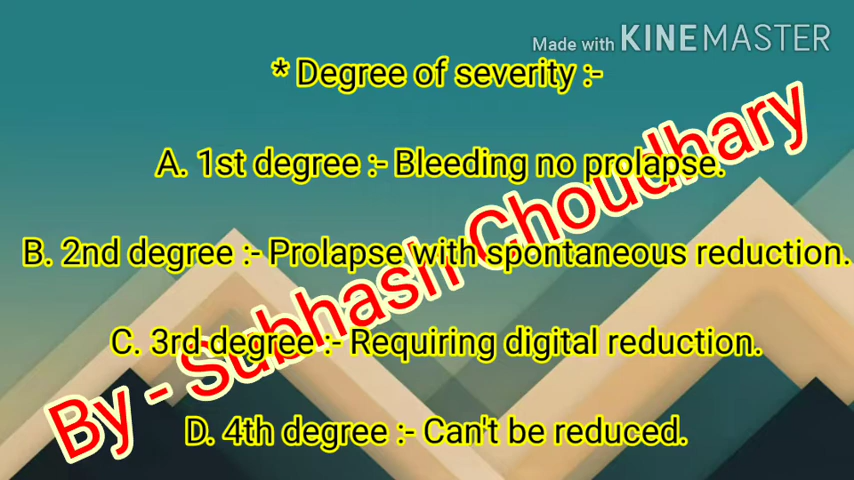 Made with KINEMASTER
* Degree of severity :-
A. 1st degree :- Bleeding no prolapse.
B. 2nd degree :- Prolapse with spontaneous reduction.
C. 3rd degree :- Requiring digital reduction.
D. 4th degree :- Can't be reduced.
By - Subhash Choudhary